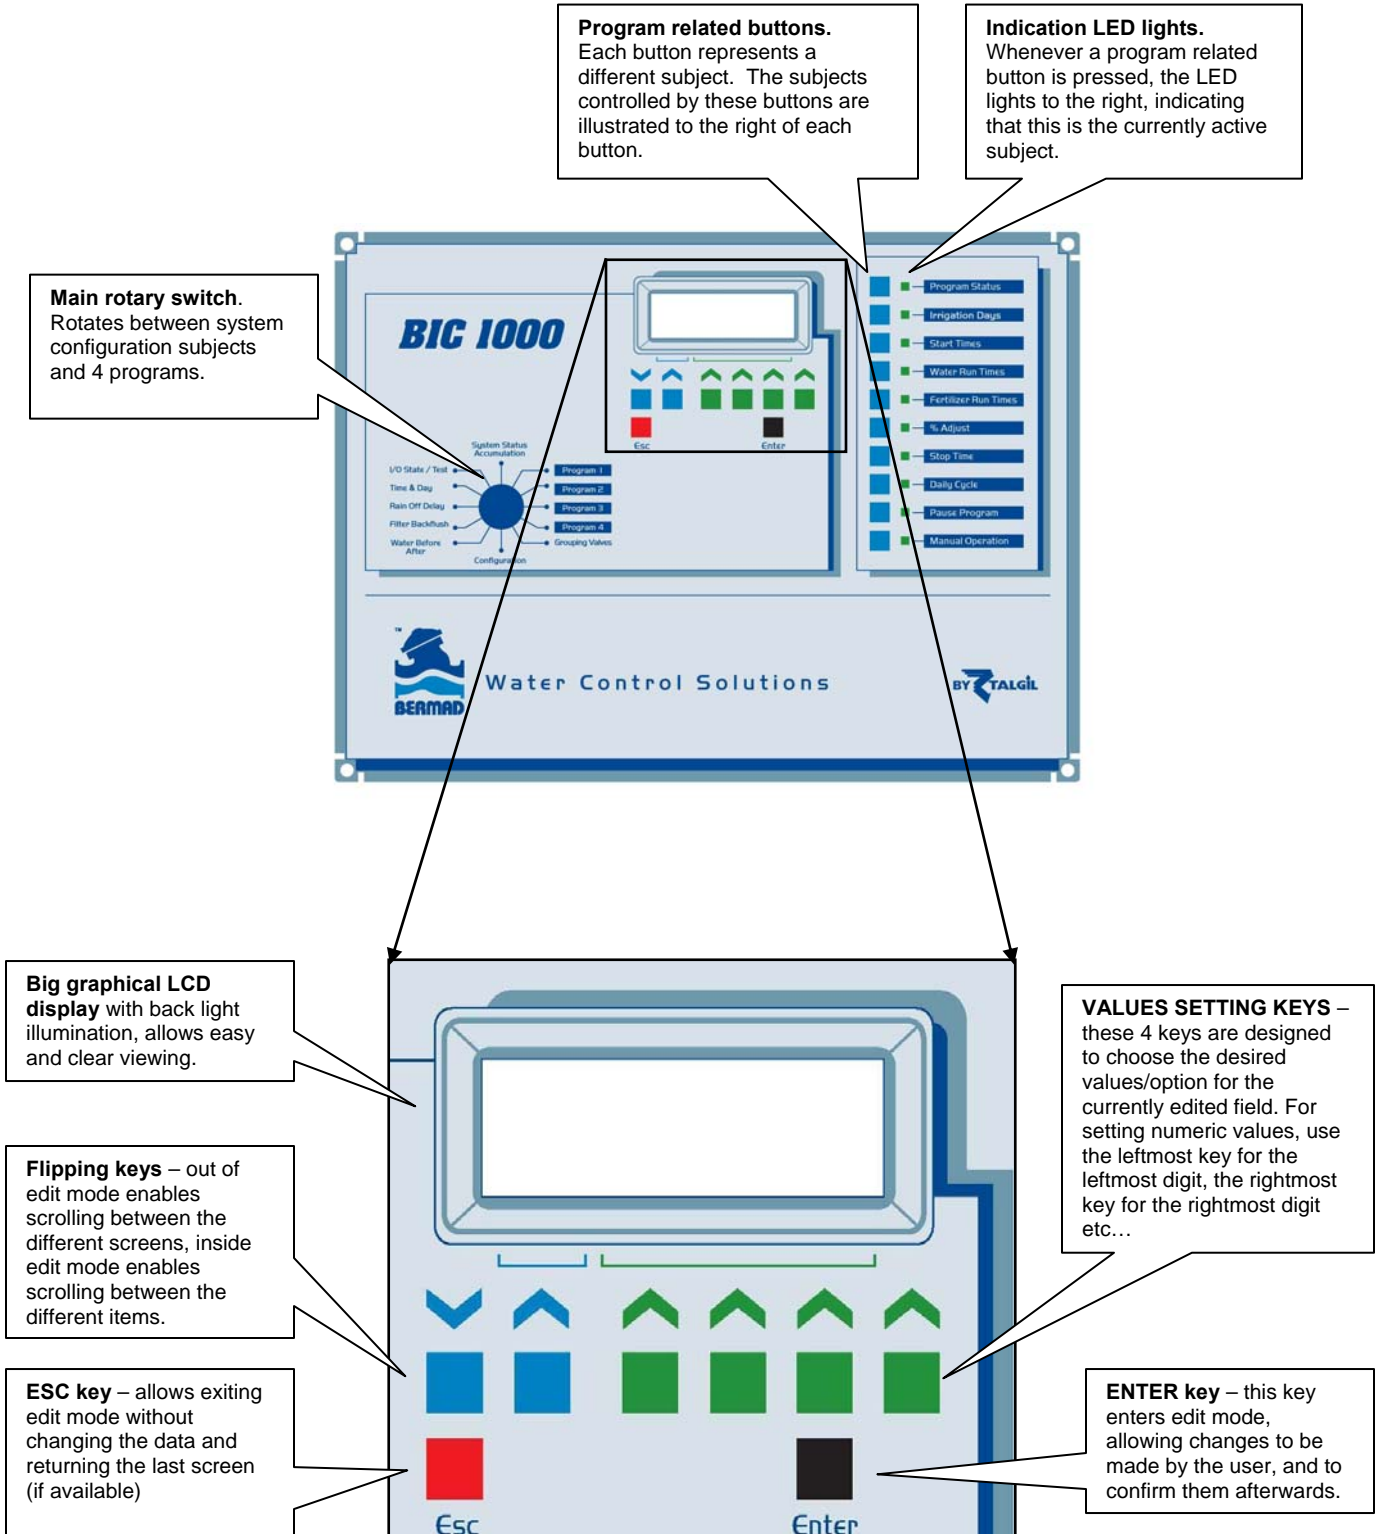 Program related buttons.
Each button represents a
different subject.  The subjects
controlled by these buttons are
illustrated to the right of each
button.
Indication LED lights.
Whenever a program related
button is pressed, the LED
lights to the right, indicating
that this is the currently active
subject.
Main rotary switch.
Rotates between system
configuration subjects
and 4 programs.
BIC 1000
Esc
Enter
System Status
Accumulation
I/O State / Test
Time & Day
Rain Off Delay
Filter Backflush
Water Before
After
Configuration
Program 1
Program 2
Program 3
Program 4
Grouping Valves
Program Status
Irrigation Days
Start Times
Water Run Times
Fertilizer Run Times
% Adjust
Stop Time
Daily Cycle
Pause Program
Manual Operation
™
BERMAD
Water Control Solutions
BY TALGIL
Big graphical LCD
display with back light
illumination, allows easy
and clear viewing.
Flipping keys – out of
edit mode enables
scrolling between the
different screens, inside
edit mode enables
scrolling between the
different items.
ESC key – allows exiting
edit mode without
changing the data and
returning the last screen
(if available)
VALUES SETTING KEYS –
these 4 keys are designed
to choose the desired
values/option for the
currently edited field. For
setting numeric values, use
the leftmost key for the
leftmost digit, the rightmost
key for the rightmost digit
etc…
ENTER key – this key
enters edit mode,
allowing changes to be
made by the user, and to
confirm them afterwards.
Esc
Enter